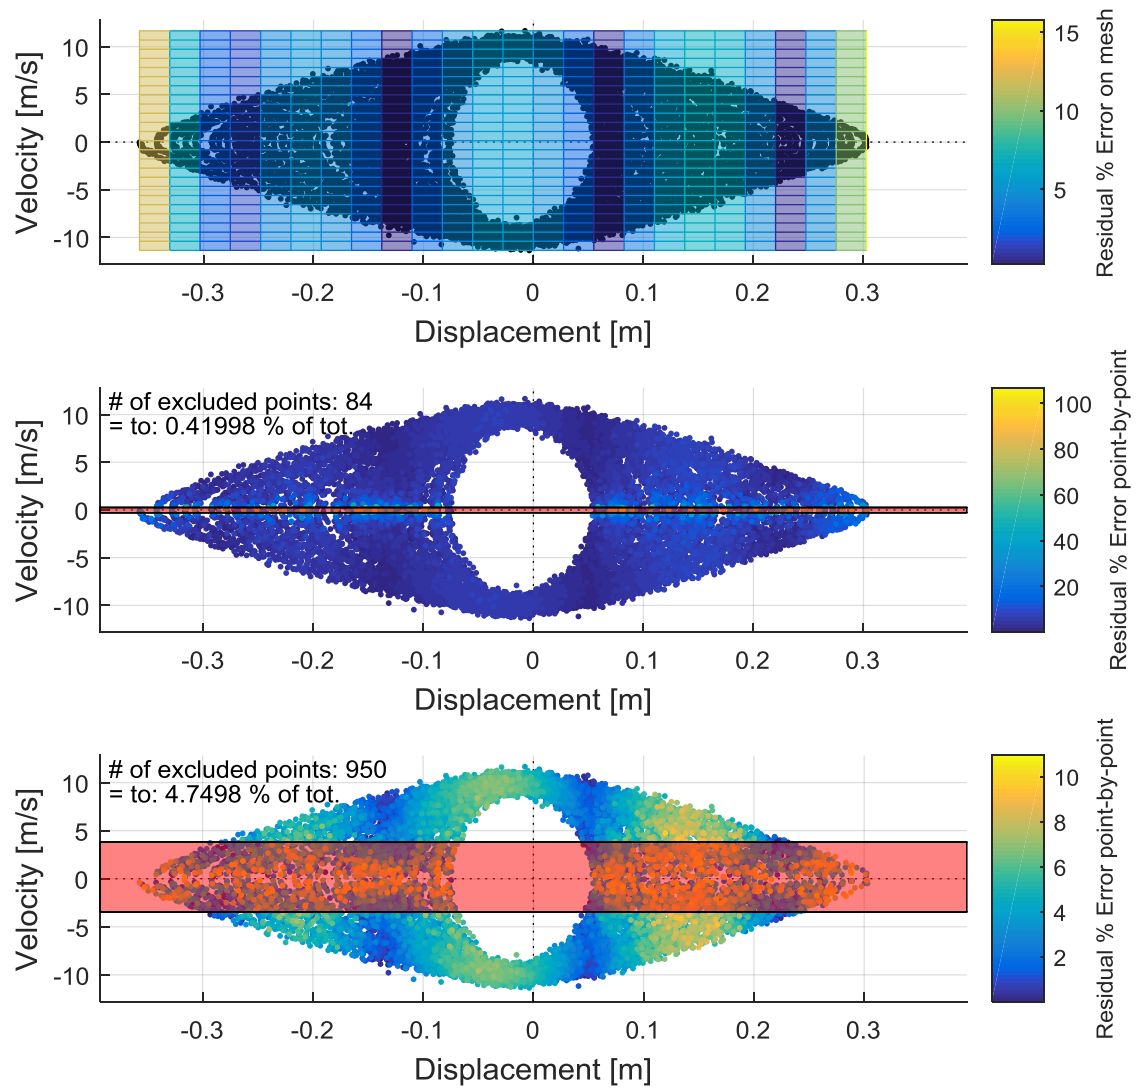 10
5
0
-5
-10
Velocity [m/s]
-0.3 -0.2 -0.1 0 0.1 0.2 0.3
Displacement [m]
15
10
5
Residual % Error on mesh
# of excluded points: 84
= to: 0.41998 % of tot.
10
5
0
-5
-10
Velocity [m/s]
-0.3 -0.2 -0.1 0 0.1 0.2 0.3
Displacement [m]
100
80
60
40
20
Residual % Error point-by-point
# of excluded points: 950
= to: 4.7498 % of tot.
10
5
0
-5
-10
Velocity [m/s]
-0.3 -0.2 -0.1 0 0.1 0.2 0.3
Displacement [m]
10
8
6
4
2
Residual % Error point-by-point